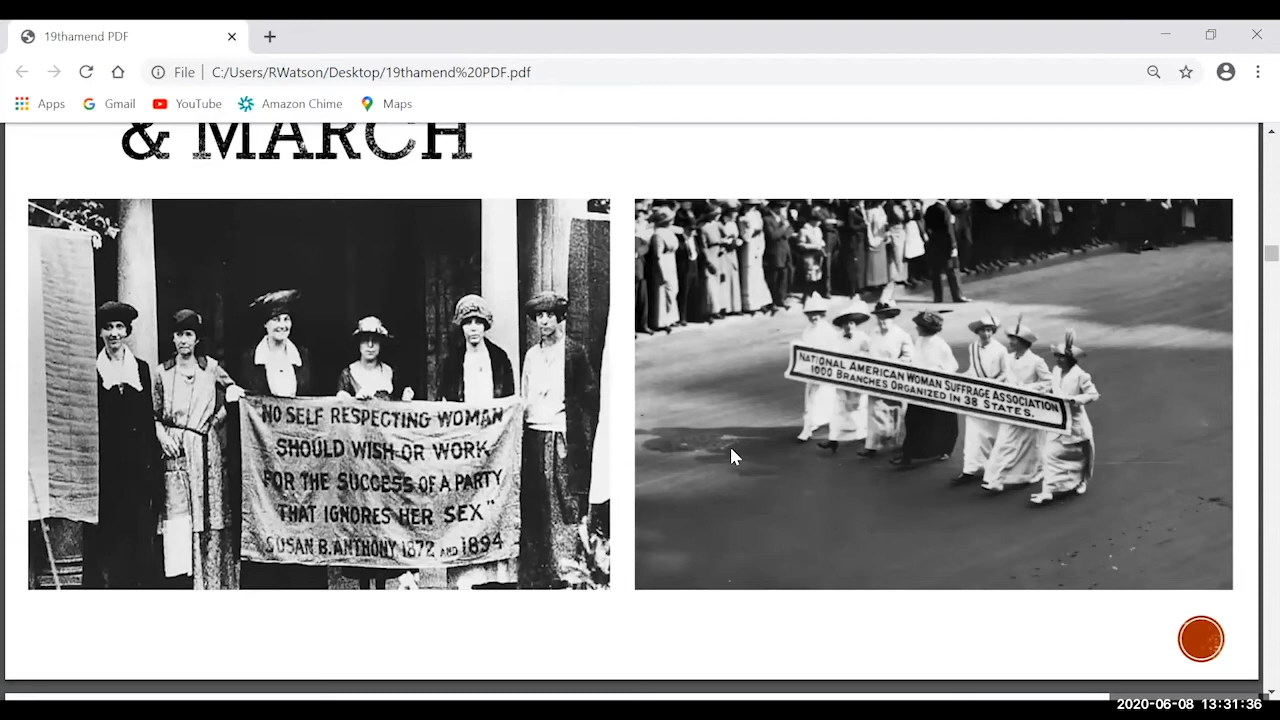 19thamend PDF
File C:/Users/RWatson/Desktop/19thamend%20PDF.pdf
Apps Gmail YouTube Amazon Chime Maps
& MARCH
NO SELF RESPECTING WOMAN
SHOULD WISH OR WORK
FOR THE SUCCESS OF A PARTY
THAT IGNORES HER SEX"
SUSAN B. ANTHONY 1872 AND 1894
NATIONAL AMERICAN WOMAN SUFFRAGE ASSOCIATION
1000 BRANCHES ORGANIZED IN 38 STATES.
2020-06-08 13:31:36